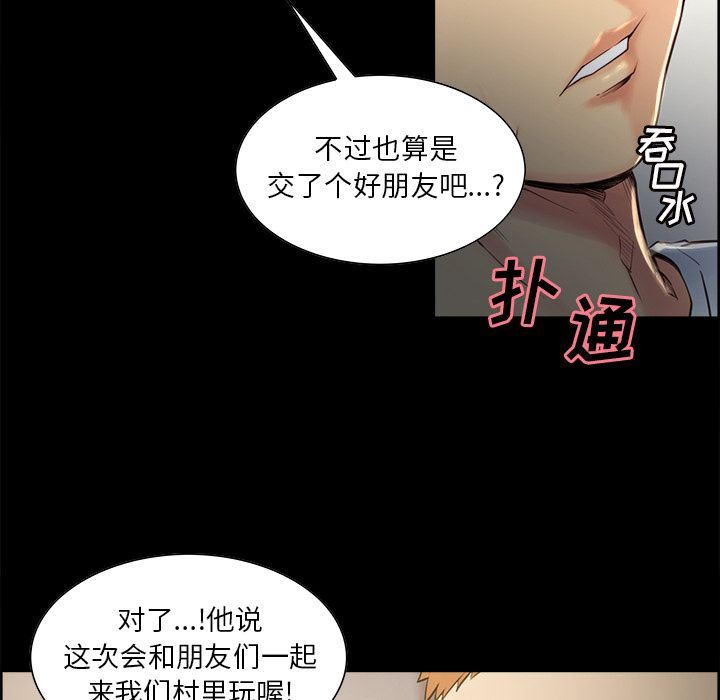 不过也算是
交了个好朋友吧...?
吞口水
扑通
对了...!他说
这次会和朋友们一起
来我们村里玩喔!